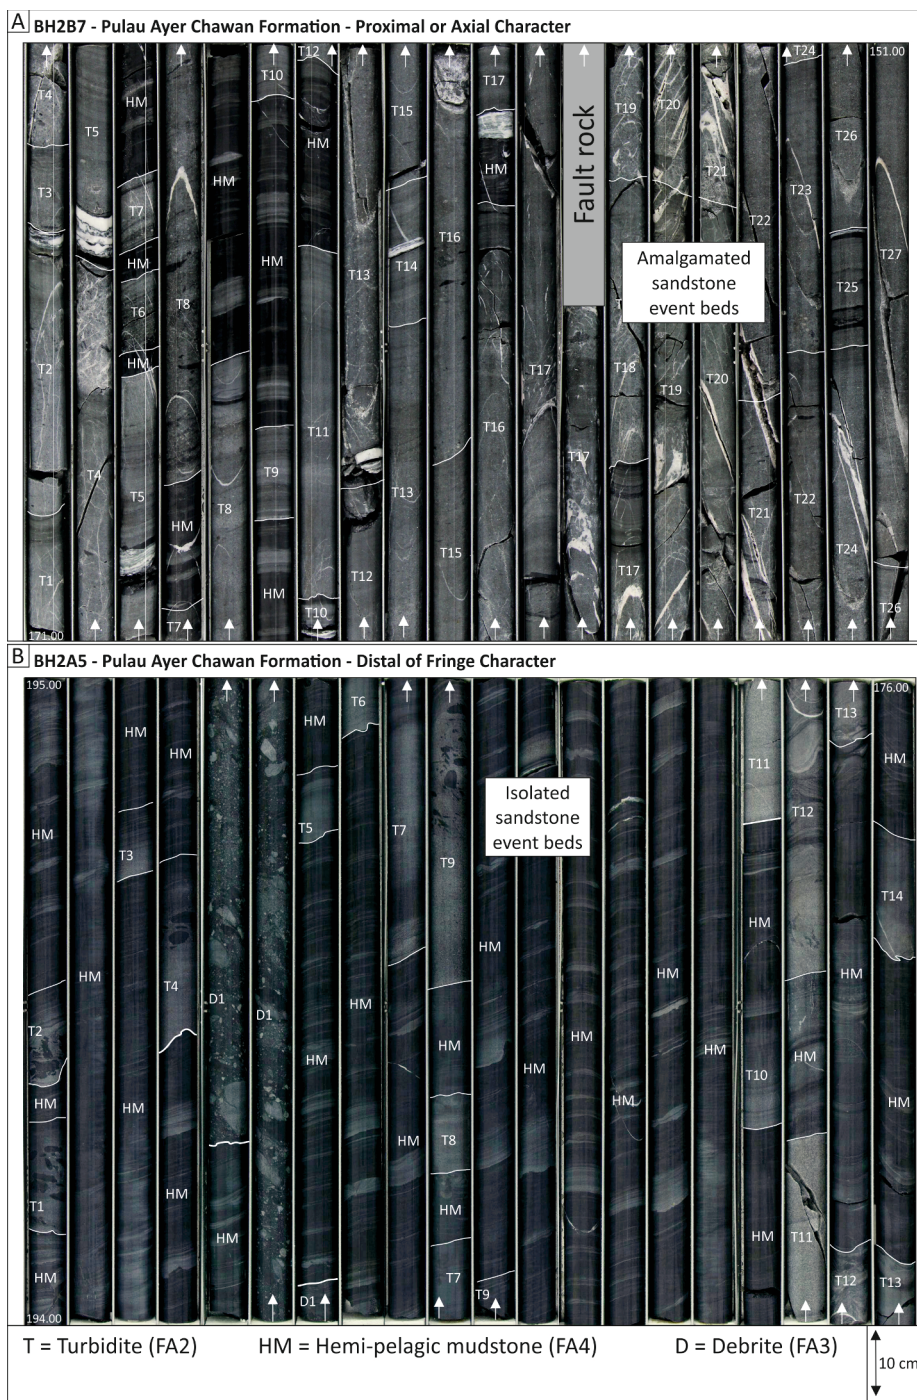 A
BH2B7 - Pulau Ayer Chawan Formation - Proximal or Axial Character
T4
T3
T2
T1
171.00
T5
T4
HM
T7
HM
T6
HM
T5
T8
HM
T7
HM
T8
T10
HM
T9
HM
T12
HM
T11
T10
T13
T12
T15
T14
T13
T16
T15
T17
HM
T16
T17
Fault rock
T17
T19
T18
T17
T20
T19
T21
T20
T22
T21
T24
T23
T22
T26
T25
T24
151.00
T27
T26
Amalgamated
sandstone
event beds
B
BH2A5 - Pulau Ayer Chawan Formation - Distal of Fringe Character
195.00
HM
T2
HM
T1
HM
194.00
HM
HM
T3
HM
HM
T4
HM
D1
HM
D1
HM
T5
HM
D1
T6
HM
T7
HM
T9
HM
T8
HM
T7
HM
T9
HM
HM
HM
HM
HM
T11
HM
T10
HM
T12
HM
T11
T13
HM
T12
176.00
HM
T14
HM
T13
Isolated
sandstone
event beds
T = Turbidite (FA2)
HM = Hemi-pelagic mudstone (FA4)
D = Debrite (FA3)
10 cm